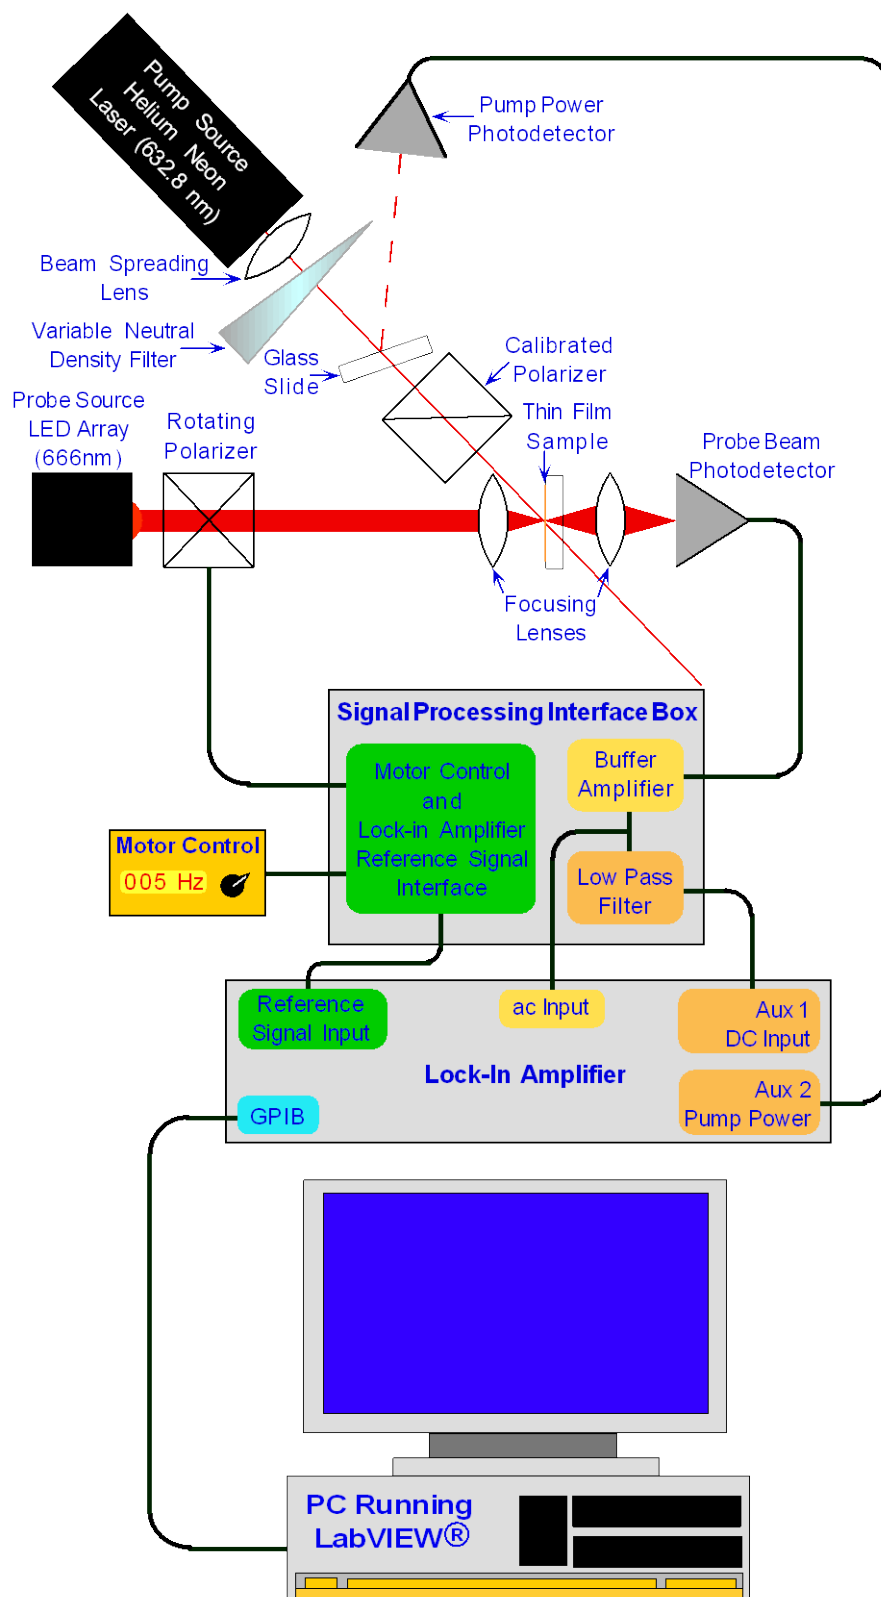 Pump Source
Helium Neon
Laser (632.8 nm)
Pump Power
Photodetector
Beam Spreading
Lens
Variable Neutral
Density Filter
Glass
Slide
Calibrated
Polarizer
Probe Source
LED Array
(666nm)
Rotating
Polarizer
Thin Film
Sample
Probe Beam
Photodetector
Focusing
Lenses
Signal Processing Interface Box
Motor Control
and
Lock-in Amplifier
Reference Signal
Interface
Buffer
Amplifier
Low Pass
Filter
Motor Control
005 Hz
Reference
Signal Input
ac Input
Aux 1
DC Input
Lock-In Amplifier
Aux 2
Pump Power
GPIB
PC Running
LabVIEW®